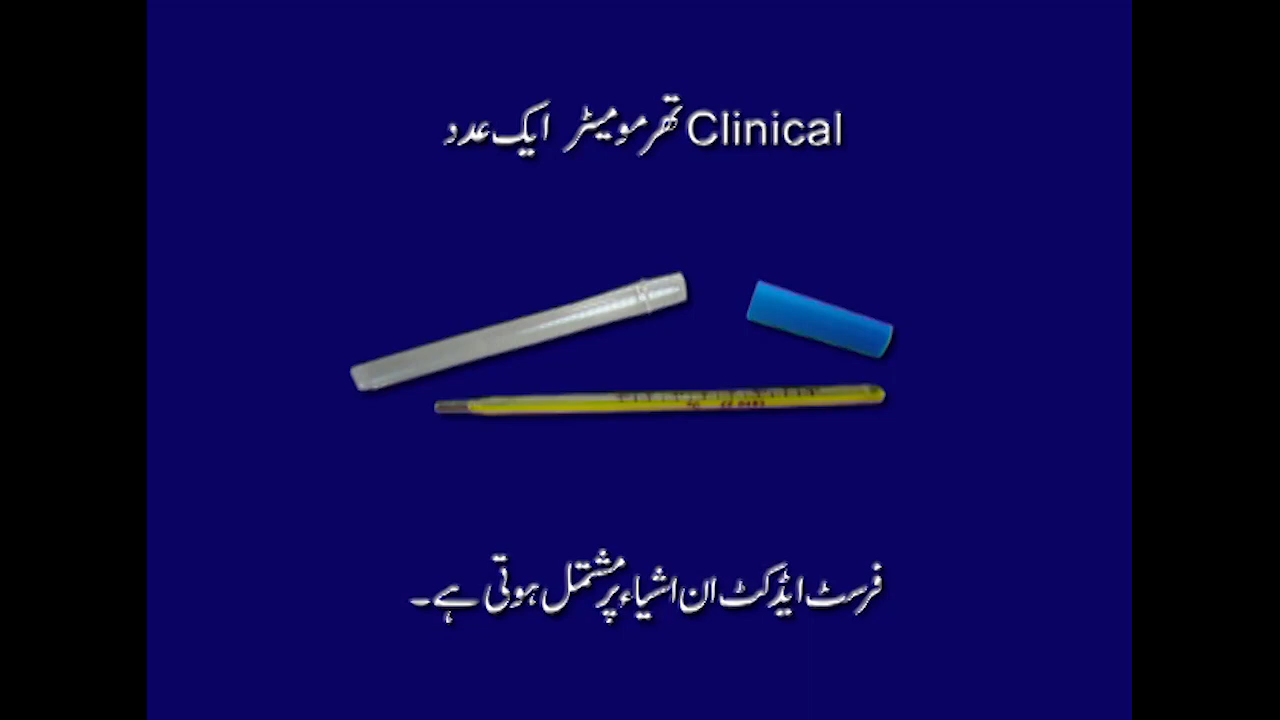 Clinical تھرمومیٹر ایک عدد
فرسٹ ایڈ کٹ ان اشیاء پر مشتمل ہوتی ہے۔